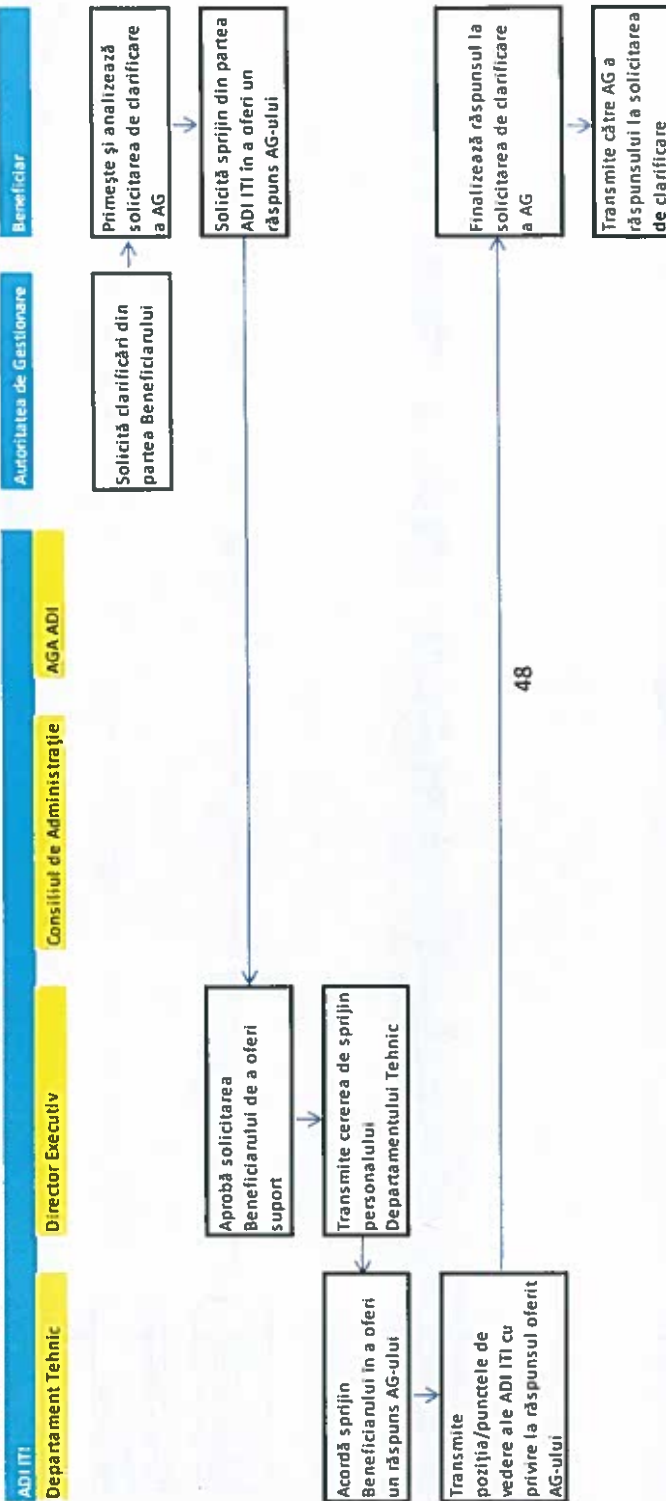 ADI ITI
Autoritatea de Gestionare
Beneficiar
Departament Tehnic
Director Executiv
Consiliul de Administrație
AGA ADI
Solicită clarificări din
partea Beneficiarului
Primește și analizează
solicitarea de clarificare
a AG
Solicită sprijin din partea
ADI ITI în a oferi un
răspuns AG-ului
Aprobă solicitarea
Beneficiarului de a oferi
suport
Transmite cererea de sprijin
personalului
Departamentului Tehnic
Acordă sprijin
Beneficiarului în a oferi
un răspuns AG-ului
Transmite
poziția/punctele de
vedere ale ADI ITI cu
privire la răspunsul oferit
AG-ului
Finalizează răspunsul la
solicitarea de clarificare
a AG
Transmite către AG a
răspunsului la solicitarea
de clarificare
48